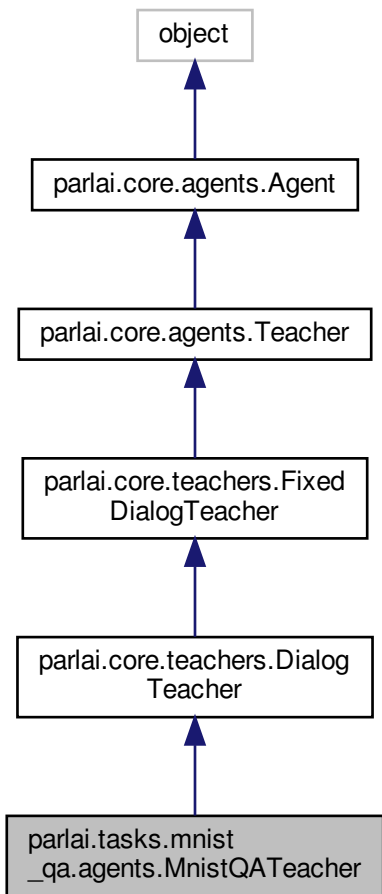 object
parlai.core.agents.Agent
parlai.core.agents.Teacher
parlai.core.teachers.Fixed
DialogTeacher
parlai.core.teachers.Dialog
Teacher
parlai.tasks.mnist
_qa.agents.MnistQATeacher